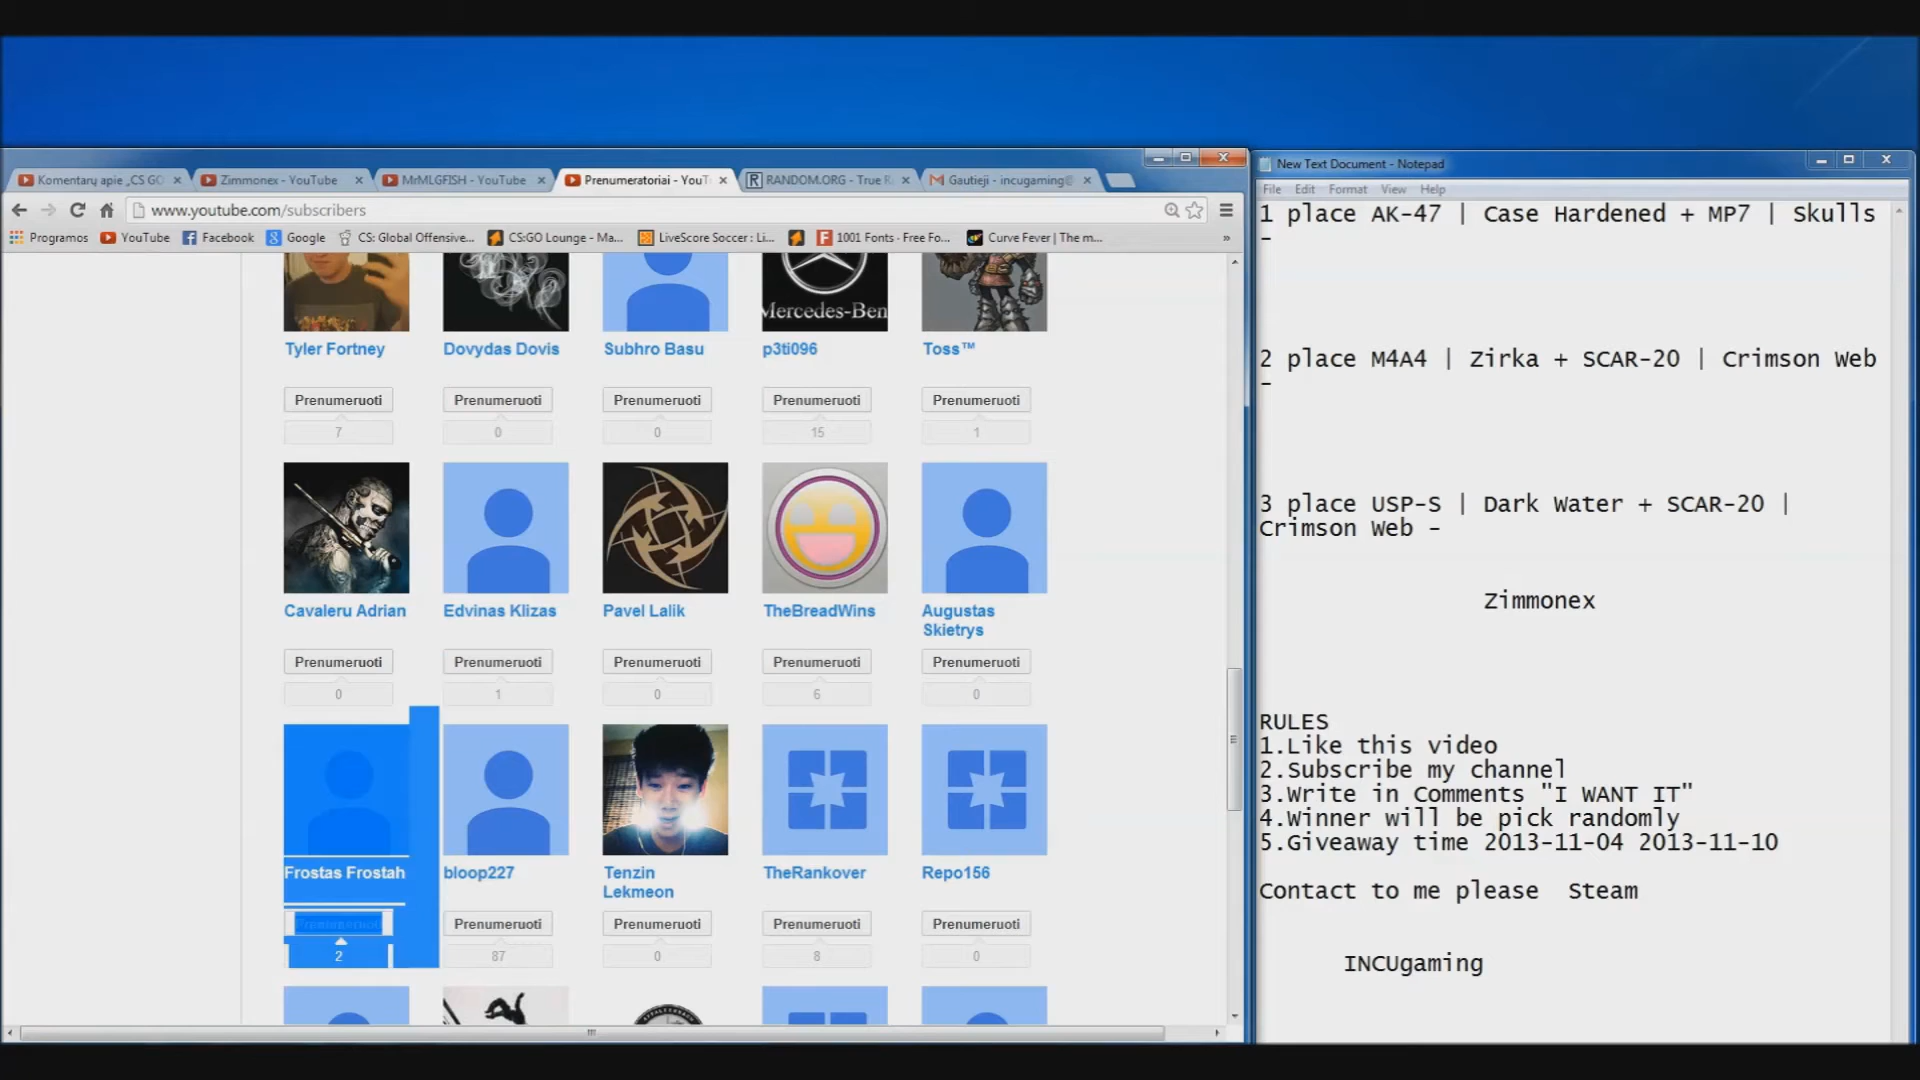 Komentarų apie „CS GO
Zimmonex - YouTube
MrMLGFISH - YouTube
Prenumeratoriai - YouT
RANDOM.ORG - True R
Gautieji - incugaming@
www.youtube.com/subscribers
Programos
YouTube
Facebook
Google
CS: Global Offensive...
CS:GO Lounge - Ma...
LiveScore Soccer : Li...
1001 Fonts - Free Fo...
Curve Fever | The m...
»
Mercedes-Ben
Tyler Fortney
Dovydas Dovis
Subhro Basu
p3ti096
Toss™
Prenumeruoti
Prenumeruoti
Prenumeruoti
Prenumeruoti
Prenumeruoti
7
0
0
15
1
Cavaleru Adrian
Edvinas Klizas
Pavel Lalik
TheBreadWins
Augustas
Skietrys
Prenumeruoti
Prenumeruoti
Prenumeruoti
Prenumeruoti
Prenumeruoti
0
1
0
6
0
Frostas Frostah
bloop227
Tenzin
Lekmeon
TheRankover
Repo156
Prenumeruoti
Prenumeruoti
Prenumeruoti
Prenumeruoti
Prenumeruoti
2
87
0
8
0
New Text Document - Notepad
File Edit Format View Help
1 place AK-47 | Case Hardened + MP7 | Skulls
-
2 place M4A4 | Zirka + SCAR-20 | Crimson Web
-
3 place USP-S | Dark Water + SCAR-20 |
Crimson Web -
Zimmonex
RULES
1.Like this video
2.Subscribe my channel
3.Write in Comments "I WANT IT"
4.Winner will be pick randomly
5.Giveaway time 2013-11-04 2013-11-10
Contact to me please  Steam
INCUgaming